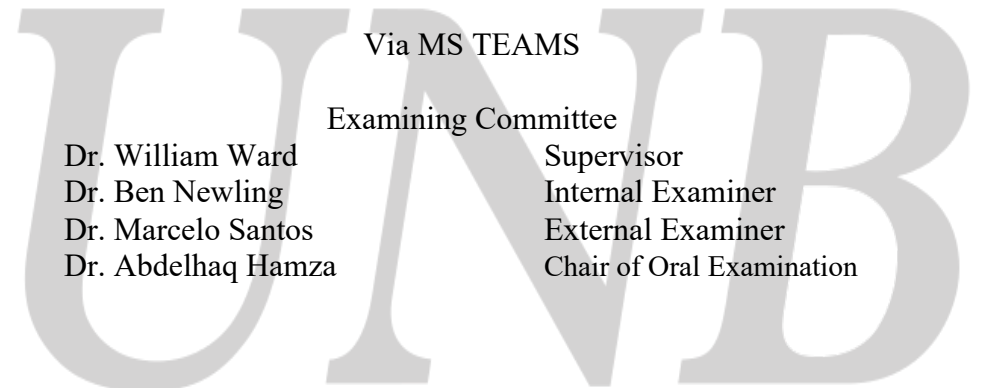 UNB
Via MS TEAMS
Examining Committee
Dr. William Ward Supervisor
Dr. Ben Newling Internal Examiner
Dr. Marcelo Santos External Examiner
Dr. Abdelhaq Hamza Chair of Oral Examination